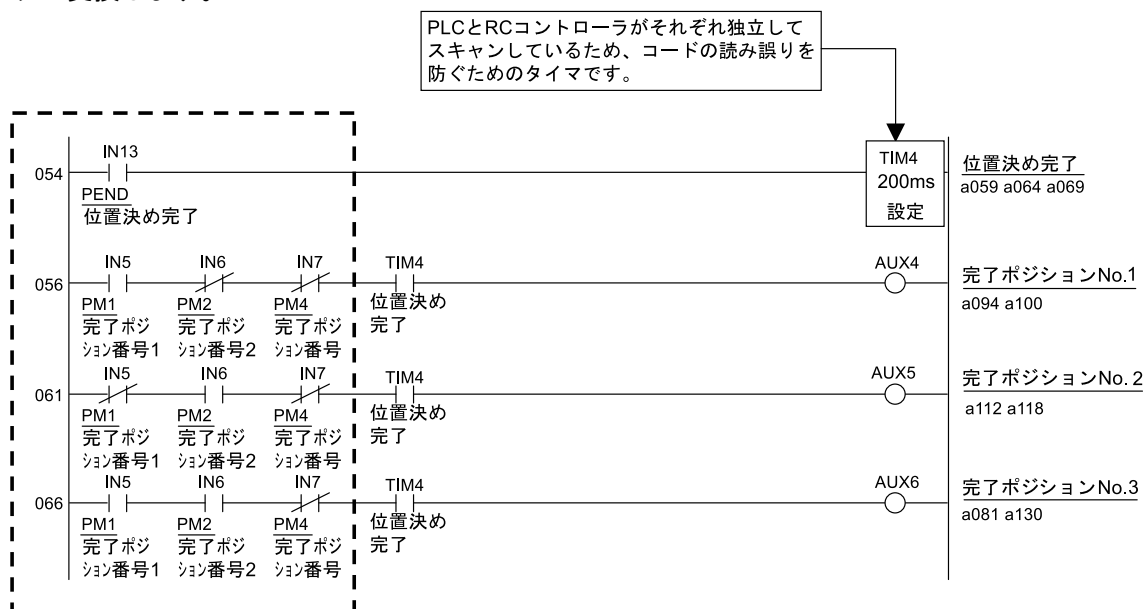 PLCとRCコントローラがそれぞれ独立して
スキャンしているため、コードの読み誤りを
防ぐためのタイマです。
054
IN13
PEND
位置決め完了
TIM4
200ms
設定
位置決め完了
a059 a064 a069
056
IN5 IN6 IN7 TIM4 AUX4
PM1 PM2 PM4 位置決め
完了ポジ 完了ポジ 完了ポジ 完了
ション番号1 ション番号2 ション番号
完了ポジションNo.1
a094 a100
061
IN5 IN6 IN7 TIM4 AUX5
PM1 PM2 PM4 位置決め
完了ポジ 完了ポジ 完了ポジ 完了
ション番号1 ション番号2 ション番号
完了ポジションNo.2
a112 a118
066
IN5 IN6 IN7 TIM4 AUX6
PM1 PM2 PM4 位置決め
完了ポジ 完了ポジ 完了ポジ 完了
ション番号1 ション番号2 ション番号
完了ポジションNo.3
a081 a130